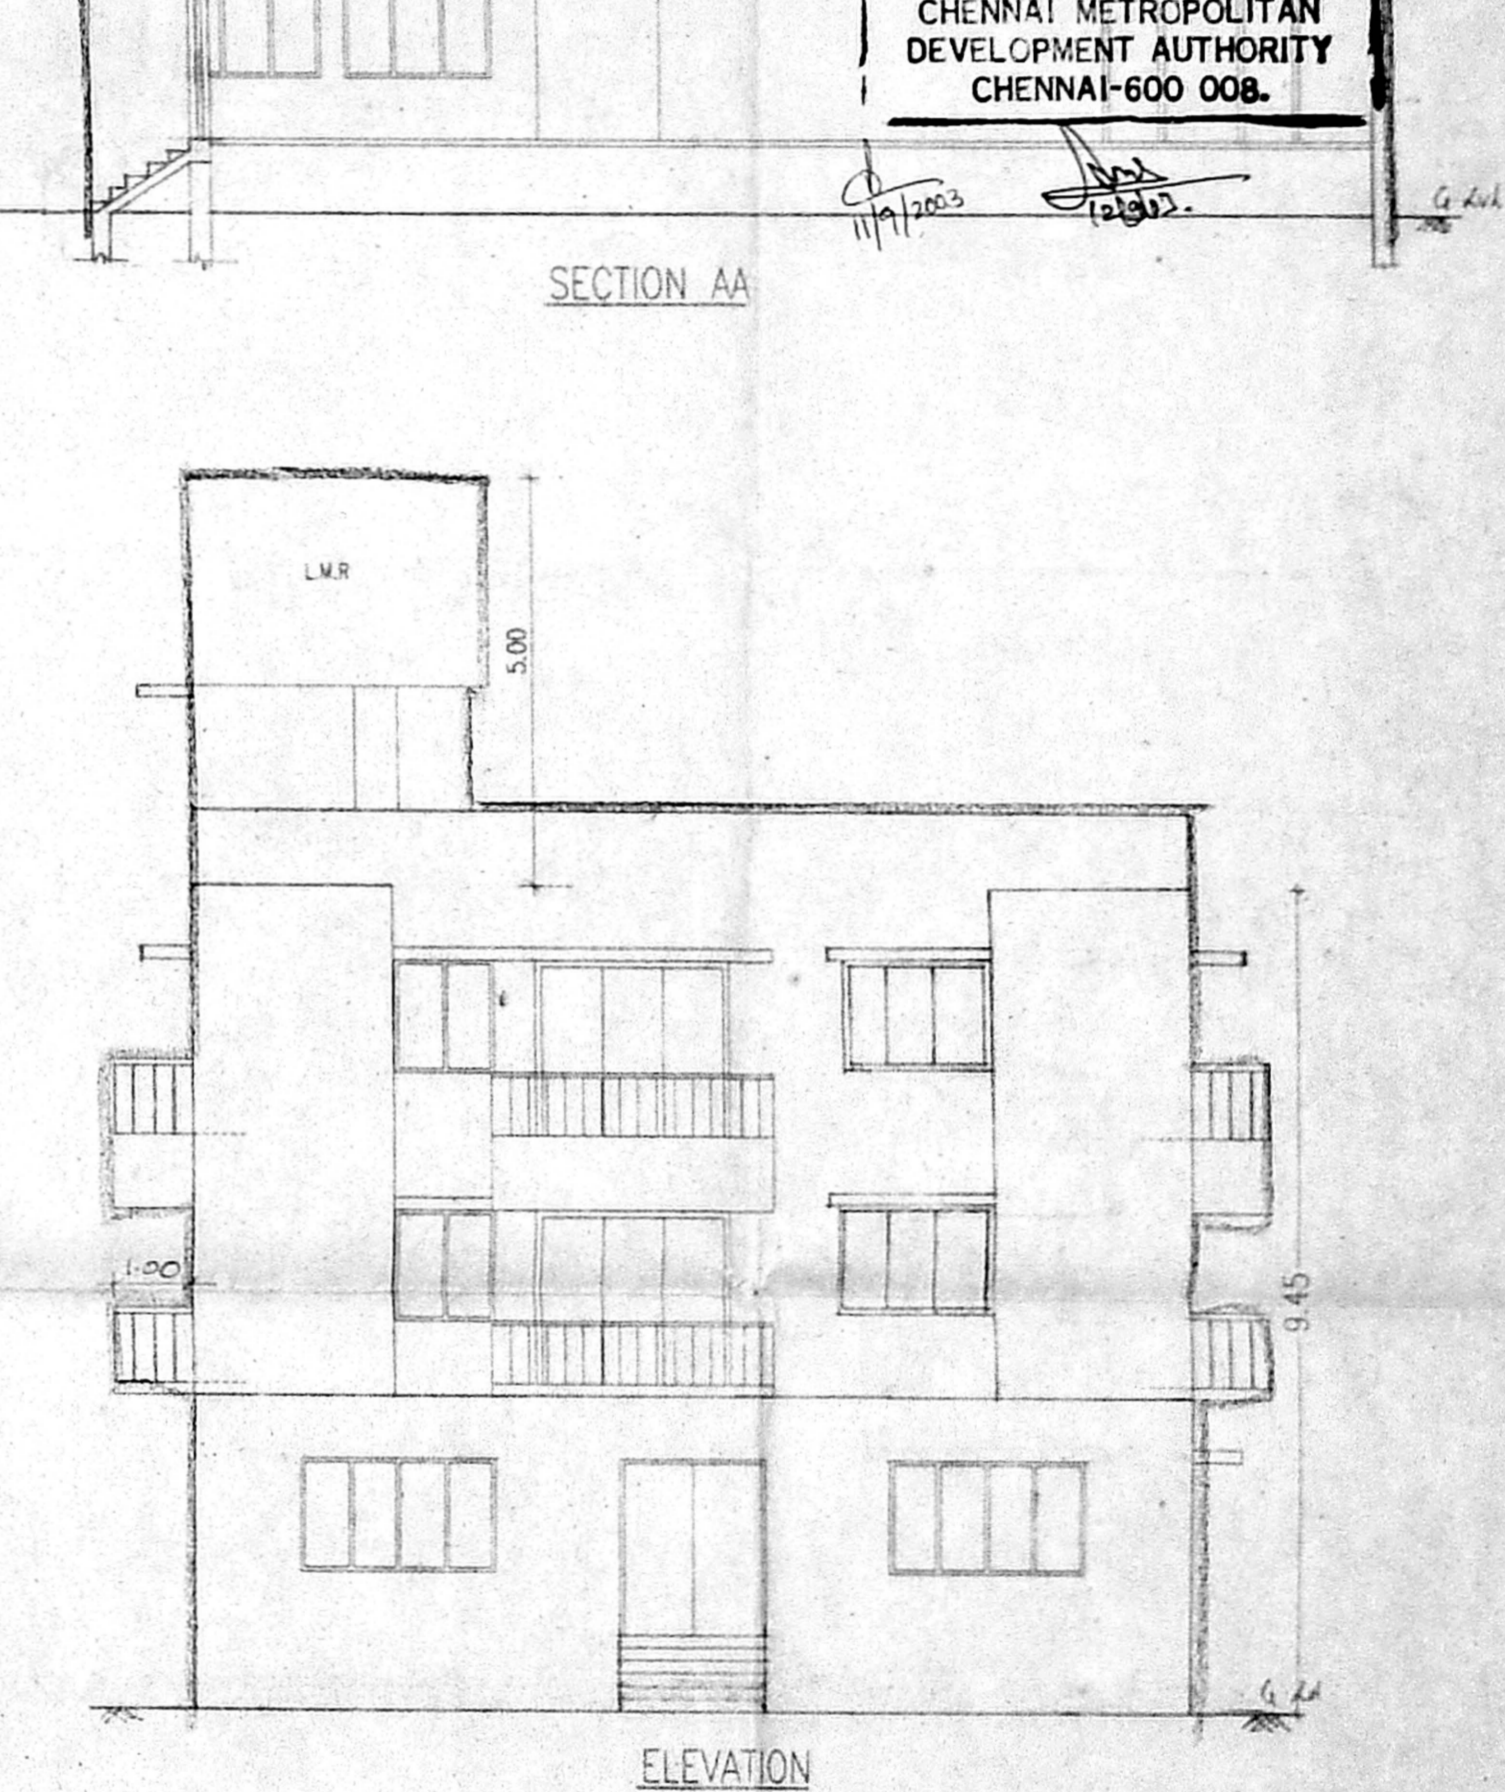 CHENNAI METROPOLITAN
DEVELOPMENT AUTHORITY
CHENNAI-600 008.
11/9/2003
SECTION AA
L.M.R
5.00
1.00
9.45
ELEVATION